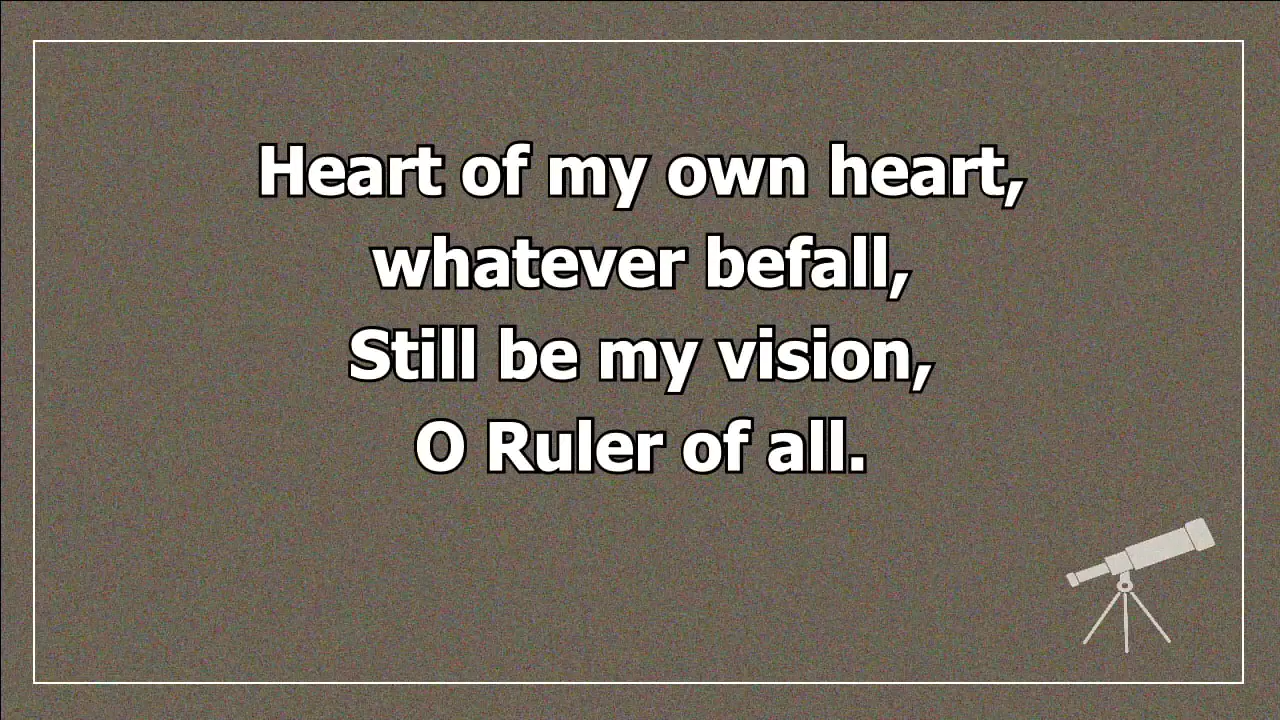 Heart of my own heart,
whatever befall,
Still be my vision,
O Ruler of all.